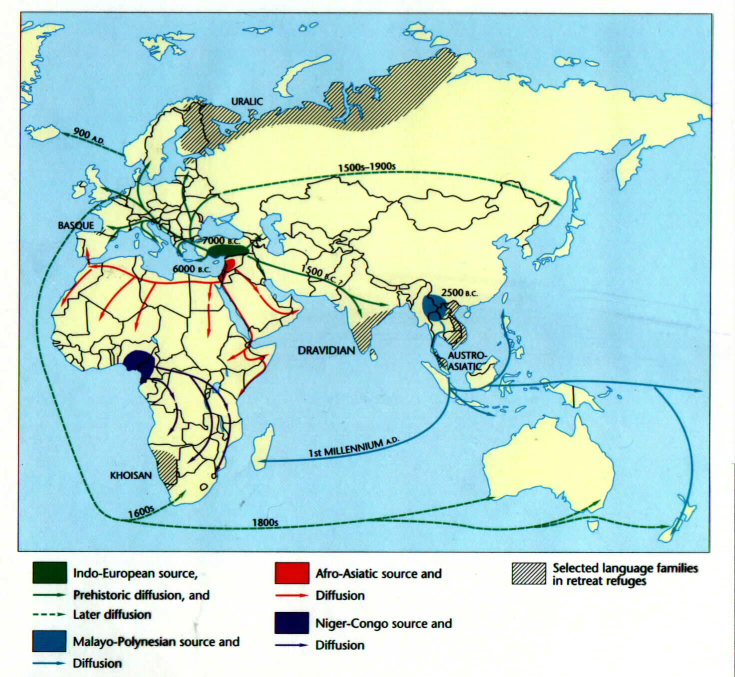 URALIC
900 A.D.
1500s–1900s
BASQUE
7000 B.C.
6000 B.C.
1500 B.C.?
2500 B.C.
DRAVIDIAN
AUSTRO-
ASIATIC
1st MILLENNIUM A.D.
KHOISAN
1600s
1800s
Indo-European source,
Prehistoric diffusion, and
Later diffusion
Malayo-Polynesian source and
Diffusion
Afro-Asiatic source and
Diffusion
Niger-Congo source and
Diffusion
Selected language families
in retreat refuges